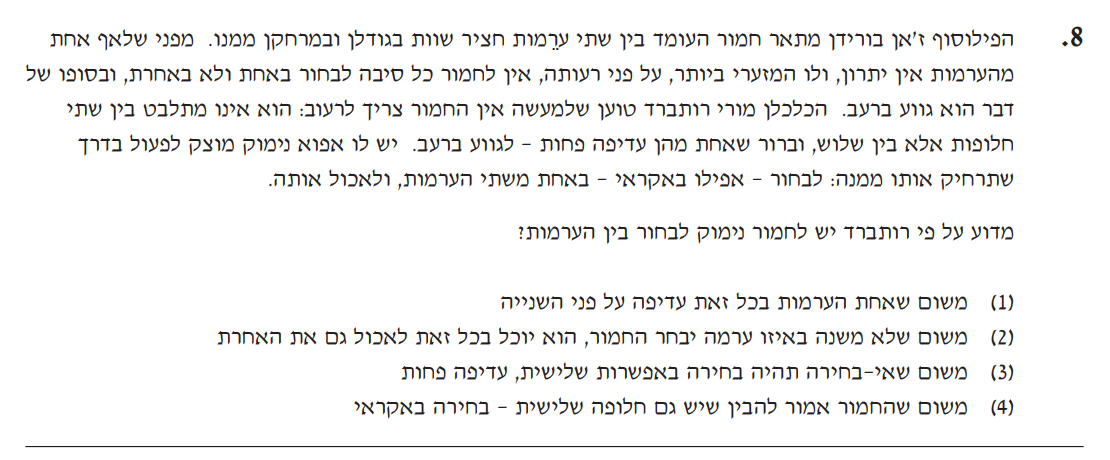 8. הפילוסוף ז'אן בורידן מתאר חמור העומד בין שתי ערֵמות חציר שוות בגודלן ובמרחקן ממנו. מפני שלאף אחת
מהערמות אין יתרון, ולו המזערי ביותר, על פני רעותה, אין לחמור כל סיבה לבחור באחת ולא באחרת, ובסופו של
דבר הוא גווע ברעב. הכלכלן מורי רותברד טוען שלמעשה אין החמור צריך לרעוב: הוא אינו מתלבט בין שתי
חלופות אלא בין שלוש, וברור שאחת מהן עדיפה פחות – לגווע ברעב. יש לו אפוא נימוק מוצק לפעול בדרך
שתרחיק אותו ממנה: לבחור – אפילו באקראי – באחת משתי הערמות, ולאכול אותה.
מדוע על פי רותברד יש לחמור נימוק לבחור בין הערמות?
(1) משום שאחת הערמות בכל זאת עדיפה על פני השנייה
(2) משום שלא משנה באיזו ערמה יבחר החמור, הוא יוכל בכל זאת לאכול גם את האחרת
(3) משום שאי-בחירה תהיה בחירה באפשרות שלישית, עדיפה פחות
(4) משום שהחמור אמור להבין שיש גם חלופה שלישית – בחירה באקראי